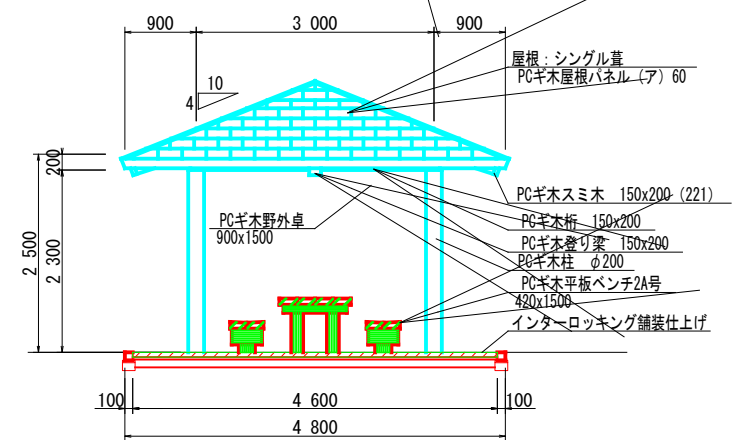 900
3 000
900
屋根：シングル葺
PCギ木屋根パネル（ア）60
10
4
200
2 500
2 300
PCギ木スミ木　150x200（221）
PCギ木野外卓
900x1500
PCギ木桁　150x200
PCギ木登り梁　150x200
PCギ木柱　φ200
PCギ木平板ベンチ2A号
420x1500
インターロッキング舗装仕上げ
100
4 600
100
4 800